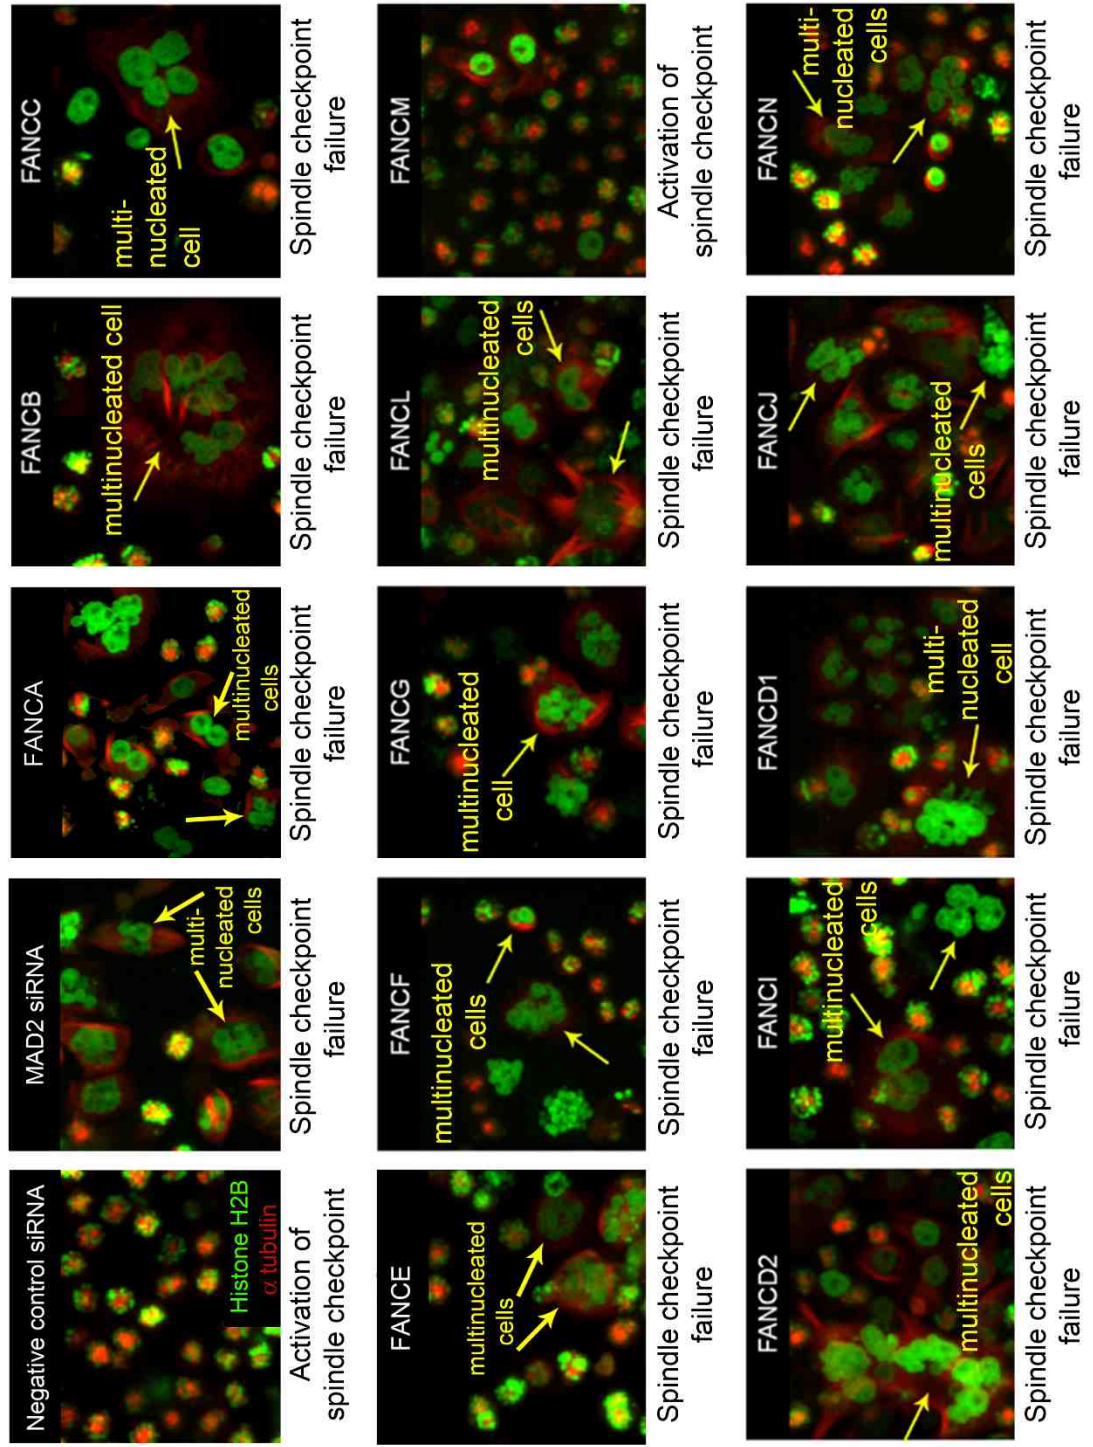 Negative control siRNA
Histone H2B
α tubulin
Activation of
spindle checkpoint
MAD2 siRNA
multi-
nucleated
cells
Spindle checkpoint
failure
FANCA
multinucleated
cells
Spindle checkpoint
failure
FANCB
multinucleated cell
Spindle checkpoint
failure
FANCC
multi-
nucleated
cell
Spindle checkpoint
failure
FANCE
multinucleated
cells
Spindle checkpoint
failure
FANCF
multinucleated
cells
Spindle checkpoint
failure
FANCG
multinucleated
cell
Spindle checkpoint
failure
FANCL
multinucleated
cells
Spindle checkpoint
failure
FANCM
Activation of
spindle checkpoint
FANCD2
multinucleated
cells
Spindle checkpoint
failure
FANCI
multinucleated
cells
Spindle checkpoint
failure
FANCD1
multi-
nucleated
cell
Spindle checkpoint
failure
FANCJ
multinucleated
cells
Spindle checkpoint
failure
FANCN
multi-
nucleated
cells
Spindle checkpoint
failure